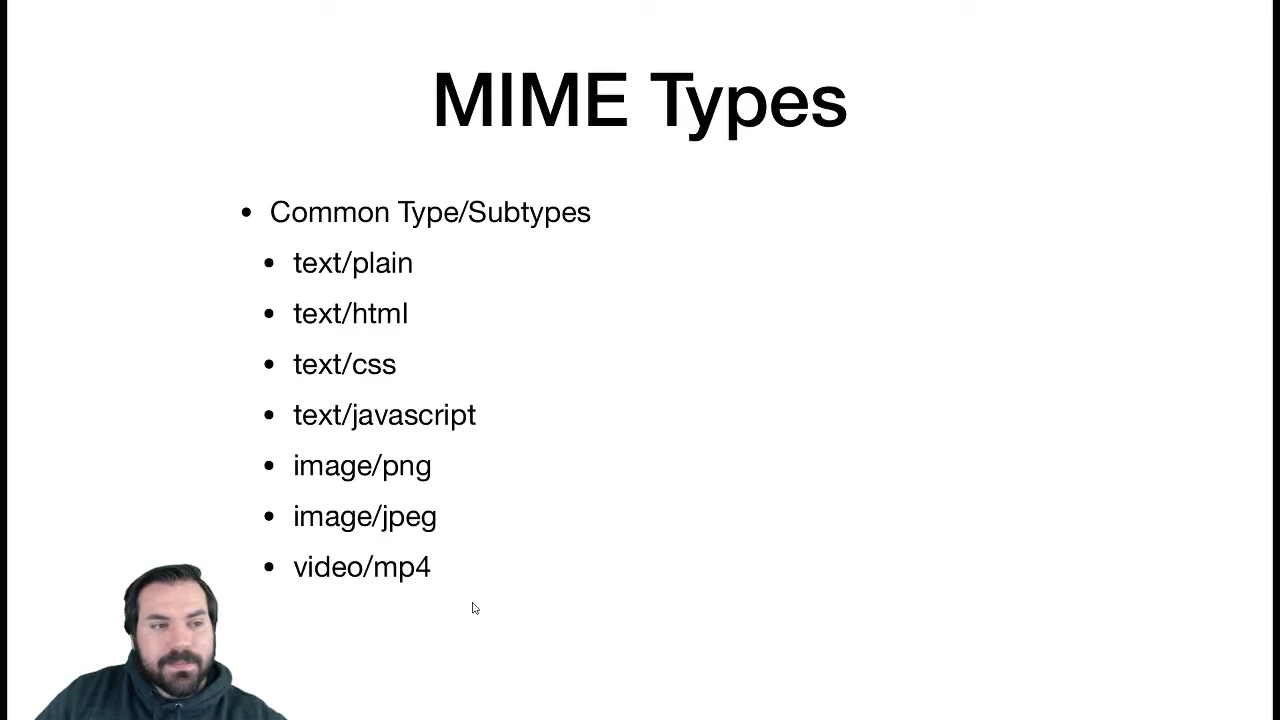 MIME Types
• Common Type/Subtypes
• text/plain
• text/html
• text/css
• text/javascript
• image/png
• image/jpeg
• video/mp4